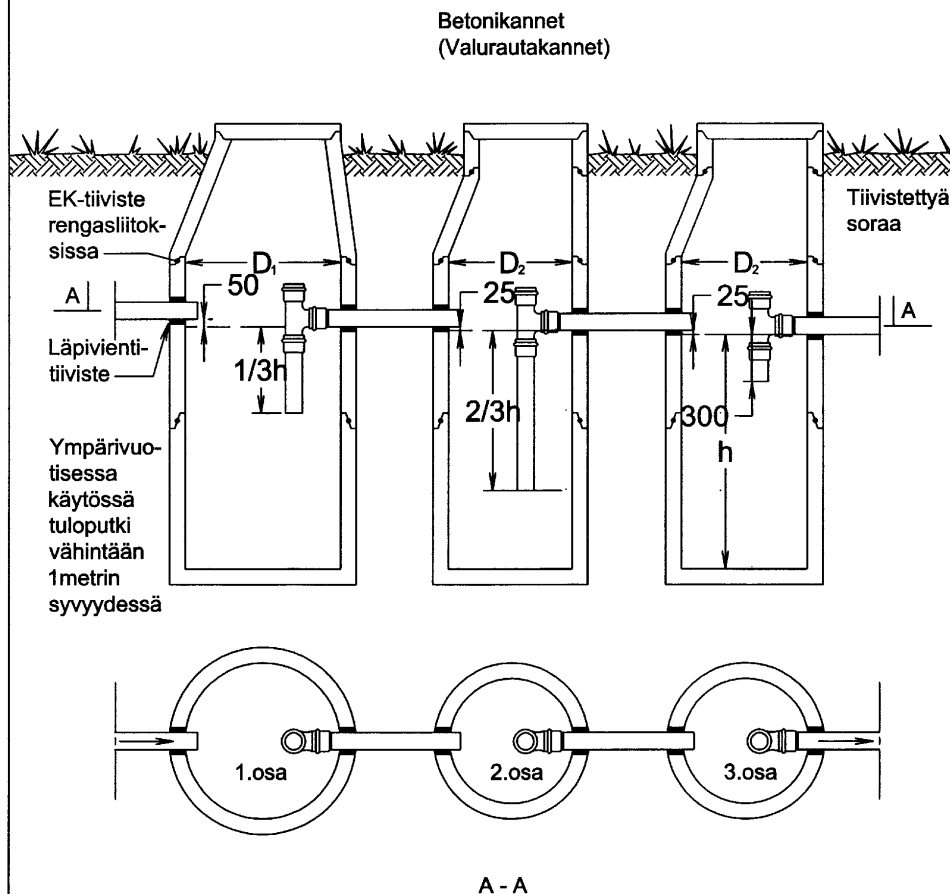 Betonikannet
(Valurautakannet)
EK-tiiviste
rengasliitok-
sissa
Tiivistettyä
soraa
D1
D2
D2
50
25
25
A
A
Läpivienti-
tiiviste
1/3h
2/3h
300
h
Ympärivuo-
tisessa
käytössä
tuloputki
vähintään
1metrin
syvyydessä
1.osa
2.osa
3.osa
A - A